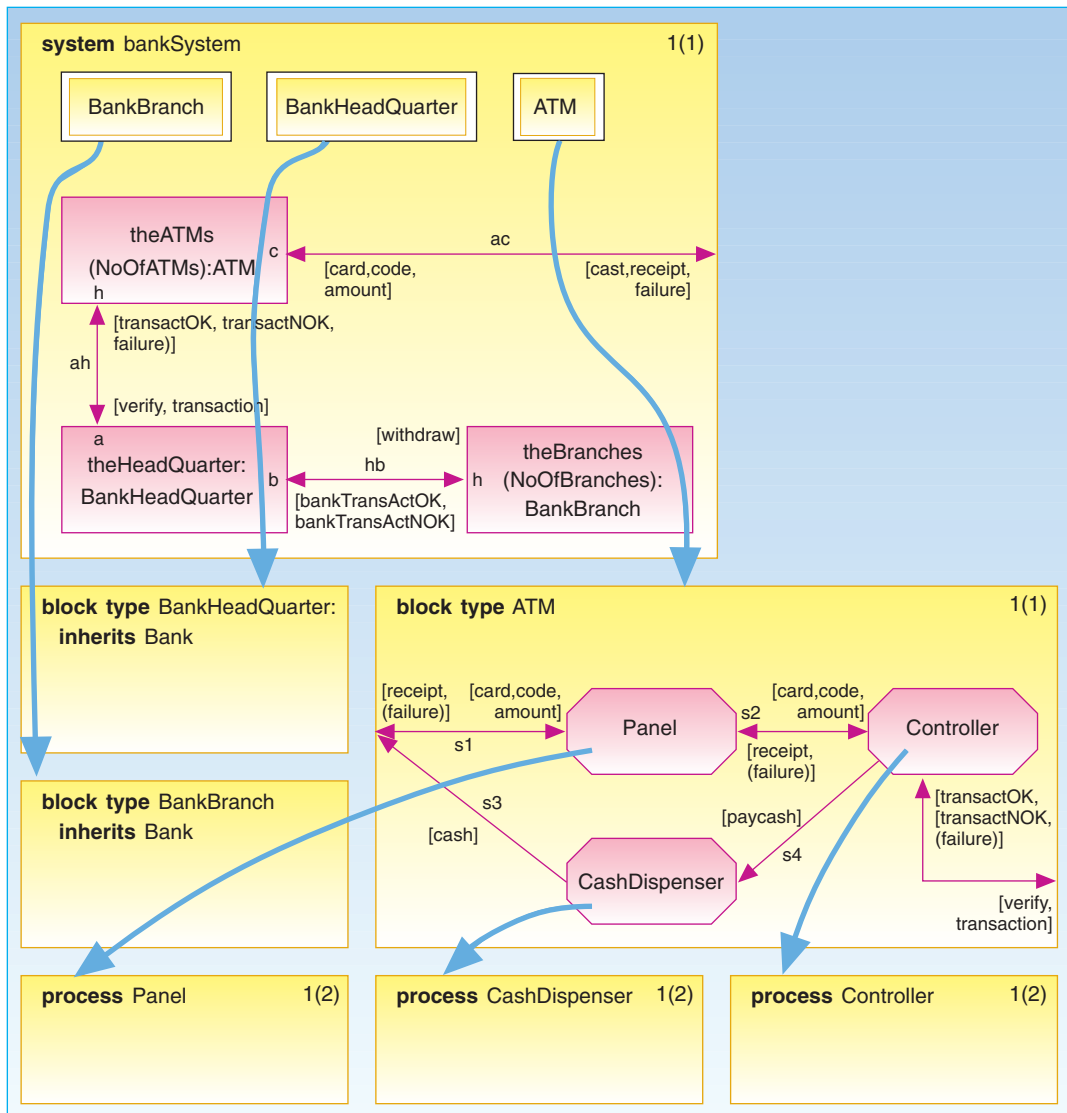 system bankSystem 1(1)
BankBranch BankHeadQuarter ATM
theATMs
(NoOfATMs):ATM
c
h
ac
[card,code,
amount]
[cast,receipt,
failure]
[transactOK, transactNOK,
failure)]
ah
[verify, transaction]
a
theHeadQuarter:
BankHeadQuarter
b
[withdraw]
hb
[bankTransActOK,
bankTransActNOK]
h
theBranches
(NoOfBranches):
BankBranch
block type BankHeadQuarter:
inherits Bank
block type BankBranch
inherits Bank
block type ATM 1(1)
[receipt,
(failure)]
[card,code,
amount]
s1
Panel
s2
[card,code,
amount]
[receipt,
(failure)]
Controller
s3
[cash]
[paycash]
s4
CashDispenser
[transactOK,
[transactNOK,
(failure)]
[verify,
transaction]
process Panel 1(2)
process CashDispenser 1(2)
process Controller 1(2)